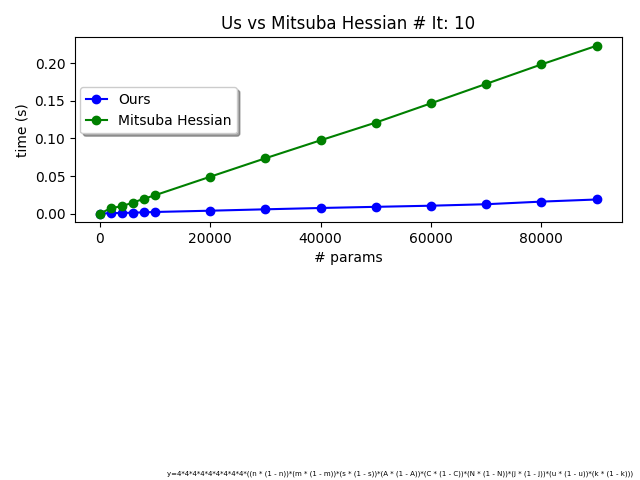 Us vs Mitsuba Hessian # It: 10
0.20
0.15
0.10
0.05
0.00
time (s)
Ours
Mitsuba Hessian
0 20000 40000 60000 80000
# params
y=4*4*4*4*4*4*4*4*4*((n * (1 - n))*(m * (1 - m))*(s * (1 - s))*(A * (1 - A))*(C * (1 - C))*(N * (1 - N))*(j * (1 - j))*(u * (1 - u))*(k * (1 - k)))